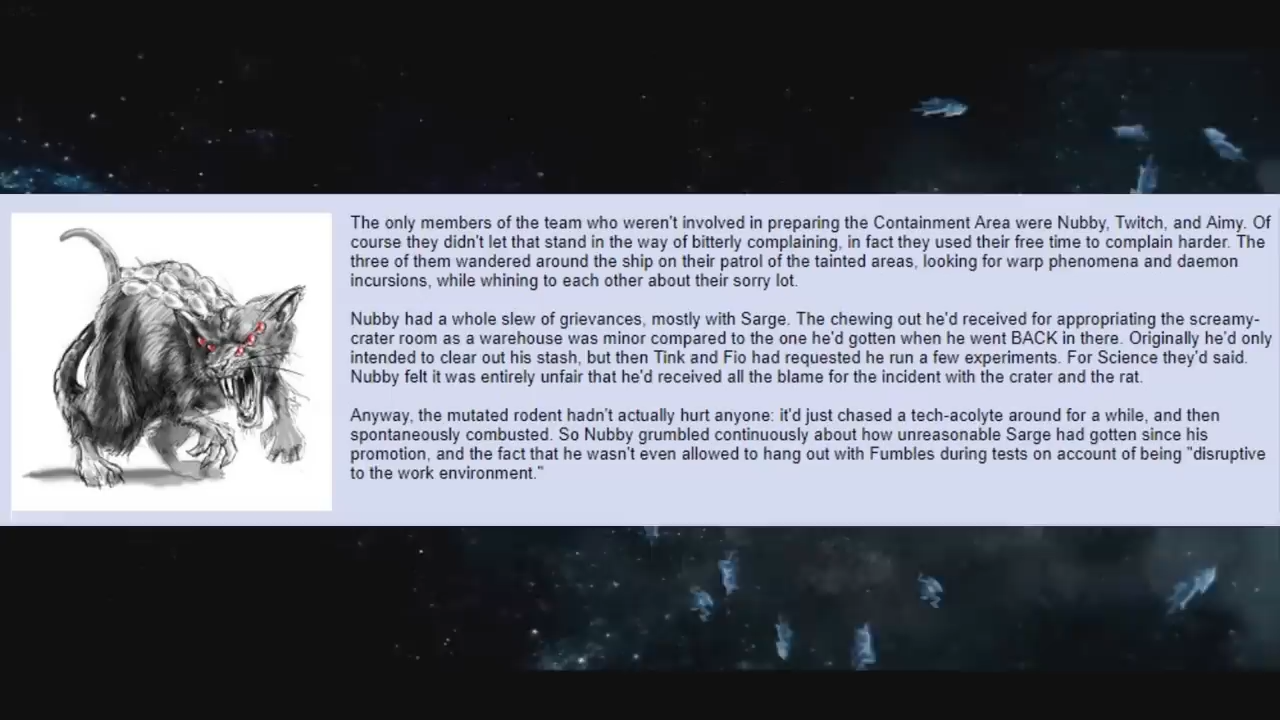 The only members of the team who weren't involved in preparing the Containment Area were Nubby, Twitch, and Aimy. Of
course they didn't let that stand in the way of bitterly complaining, in fact they used their free time to complain harder. The
three of them wandered around the ship on their patrol of the tainted areas, looking for warp phenomena and daemon
incursions, while whining to each other about their sorry lot.
Nubby had a whole slew of grievances, mostly with Sarge. The chewing out he'd received for appropriating the screamy-
crater room as a warehouse was minor compared to the one he'd gotten when he went BACK in there. Originally he'd only
intended to clear out his stash, but then Tink and Fio had requested he run a few experiments. For Science they'd said.
Nubby felt it was entirely unfair that he'd received all the blame for the incident with the crater and the rat.
Anyway, the mutated rodent hadn't actually hurt anyone: it'd just chased a tech-acolyte around for a while, and then
spontaneously combusted. So Nubby grumbled continuously about how unreasonable Sarge had gotten since his
promotion, and the fact that he wasn't even allowed to hang out with Fumbles during tests on account of being "disruptive
to the work environment."